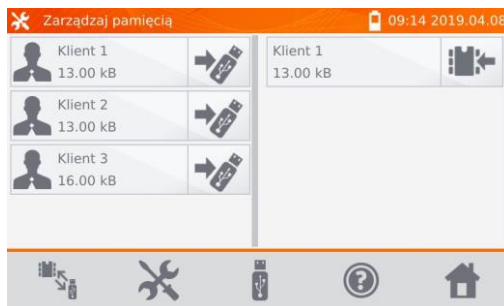 Zarządzaj pamięcią
09:14 2019.04.08
Klient 1
13.00 kB
Klient 2
13.00 kB
Klient 3
16.00 kB
Klient 1
13.00 kB
?